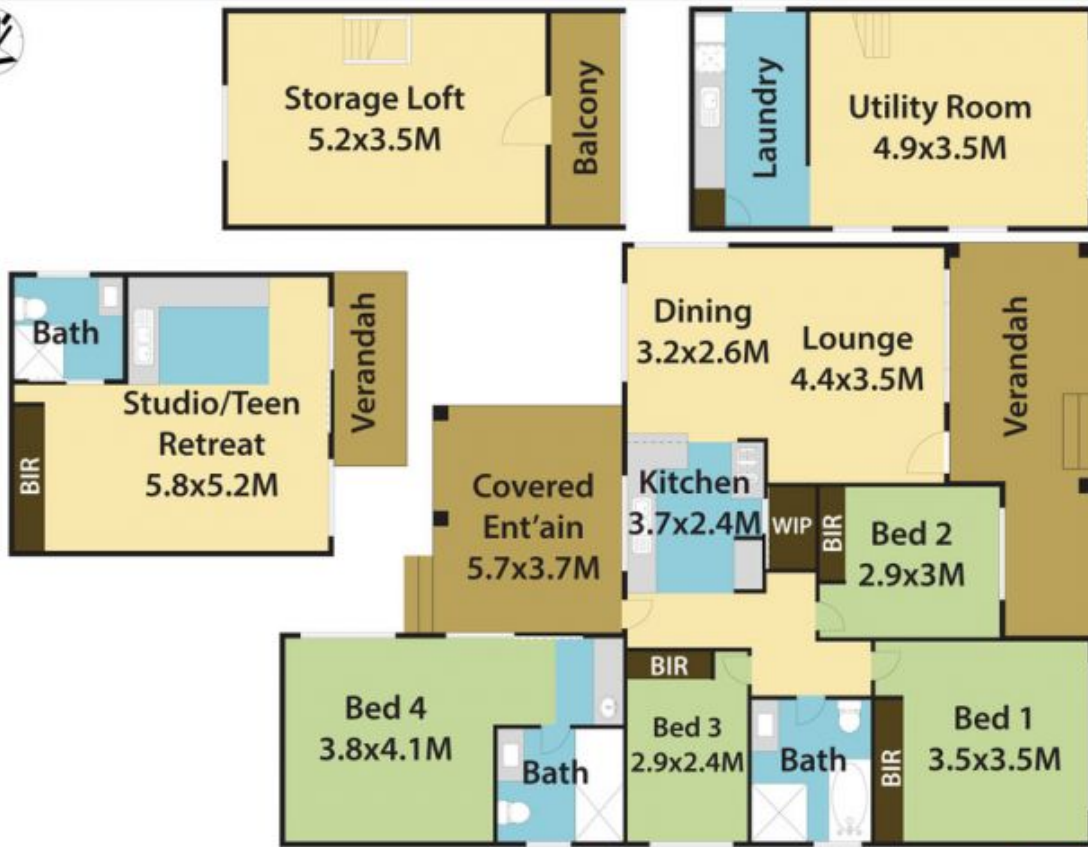 Storage Loft
5.2x3.5M
Balcony
Laundry
Utility Room
4.9x3.5M
Bath
Studio/Teen
Retreat
5.8x5.2M
BIR
Verandah
Dining
3.2x2.6M
Lounge
4.4x3.5M
Verandah
Covered
Ent'ain
5.7x3.7M
Kitchen
3.7x2.4M
WIP
BIR
Bed 2
2.9x3M
Bed 4
3.8x4.1M
Bath
BIR
Bed 3
2.9x2.4M
Bath
BIR
Bed 1
3.5x3.5M